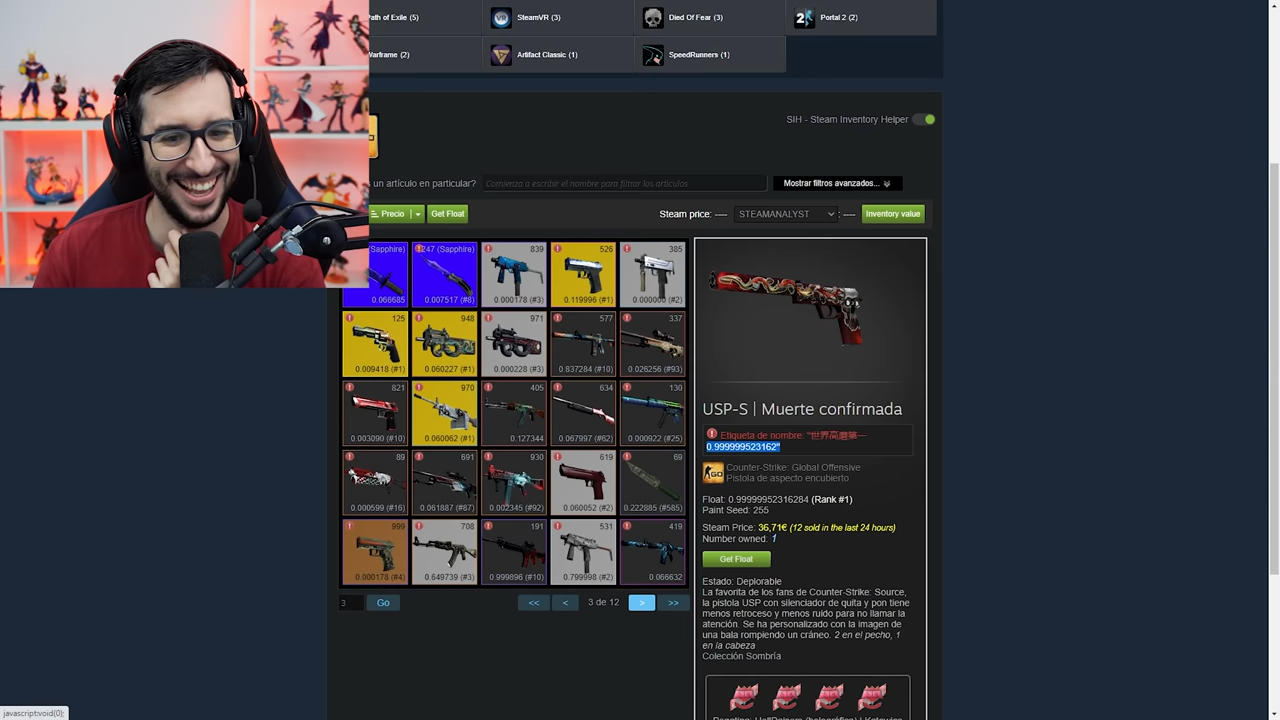 Path of Exile (5)
SteamVR (3)
Died Of Fear (3)
Portal 2 (2)
Warframe (2)
Artifact Classic (1)
SpeedRunners (1)
SIH - Steam Inventory Helper
un artículo en particular?
Comienza a escribir el nombre para filtrar los artículos
Mostrar filtros avanzados...
Precio
Get Float
Steam price: ----
STEAMANALYST
: ----
Inventory value
(Sapphire)
247 (Sapphire)
839
526
385
0.066685
0.007517 (#8)
0.000178 (#3)
0.119996 (#1)
0.000000 (#2)
125
948
971
577
337
0.009418 (#1)
0.060227 (#1)
0.000228 (#3)
0.837284 (#10)
0.026256 (#93)
821
970
405
634
130
0.003090 (#10)
0.060062 (#1)
0.127344
0.067997 (#62)
0.000922 (#25)
89
691
930
619
69
0.000599 (#16)
0.061887 (#87)
0.002345 (#92)
0.060052 (#2)
0.222885 (#585)
999
708
191
531
419
0.000178 (#4)
0.649739 (#3)
0.999896 (#10)
0.799998 (#2)
0.066632
3
Go
<<
<
3 de 12
>
>>
USP-S | Muerte confirmada
Etiqueta de nombre: "世界高磨第一
0.999999523162"
Counter-Strike: Global Offensive
Pistola de aspecto encubierto
Float: 0.99999952316284 (Rank #1)
Paint Seed: 255
Steam Price: 36,71€ (12 sold in the last 24 hours)
Number owned: 1
Get Float
Estado: Deplorable
La favorita de los fans de Counter-Strike: Source,
la pistola USP con silenciador de quita y pon tiene
menos retroceso y menos ruido para no llamar la
atención. Se ha personalizado con la imagen de
una bala rompiendo un cráneo. 2 en el pecho, 1
en la cabeza
Colección Sombría
javascript:void(0);